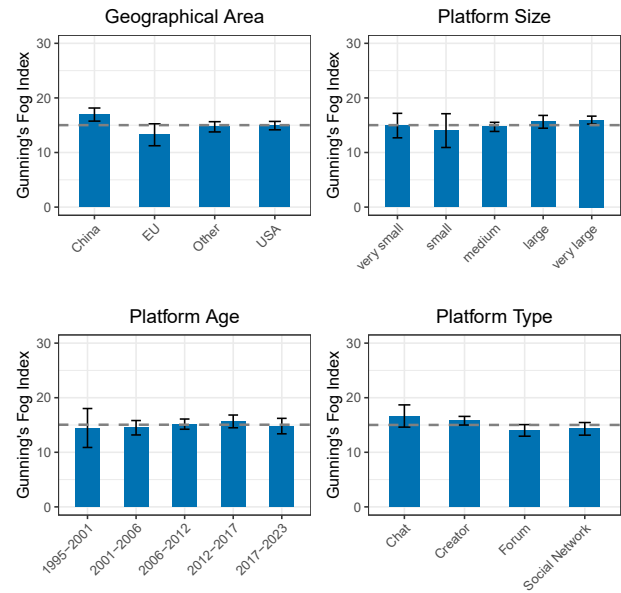 Geographical Area
Gunning's Fog Index
30
20
10
0
China
EU
Other
USA
Platform Size
Gunning's Fog Index
30
20
10
0
very small
small
medium
large
very large
Platform Age
Gunning's Fog Index
30
20
10
0
1995−2001
2001−2006
2006−2012
2012−2017
2017−2023
Platform Type
Gunning's Fog Index
30
20
10
0
Chat
Creator
Forum
Social Network